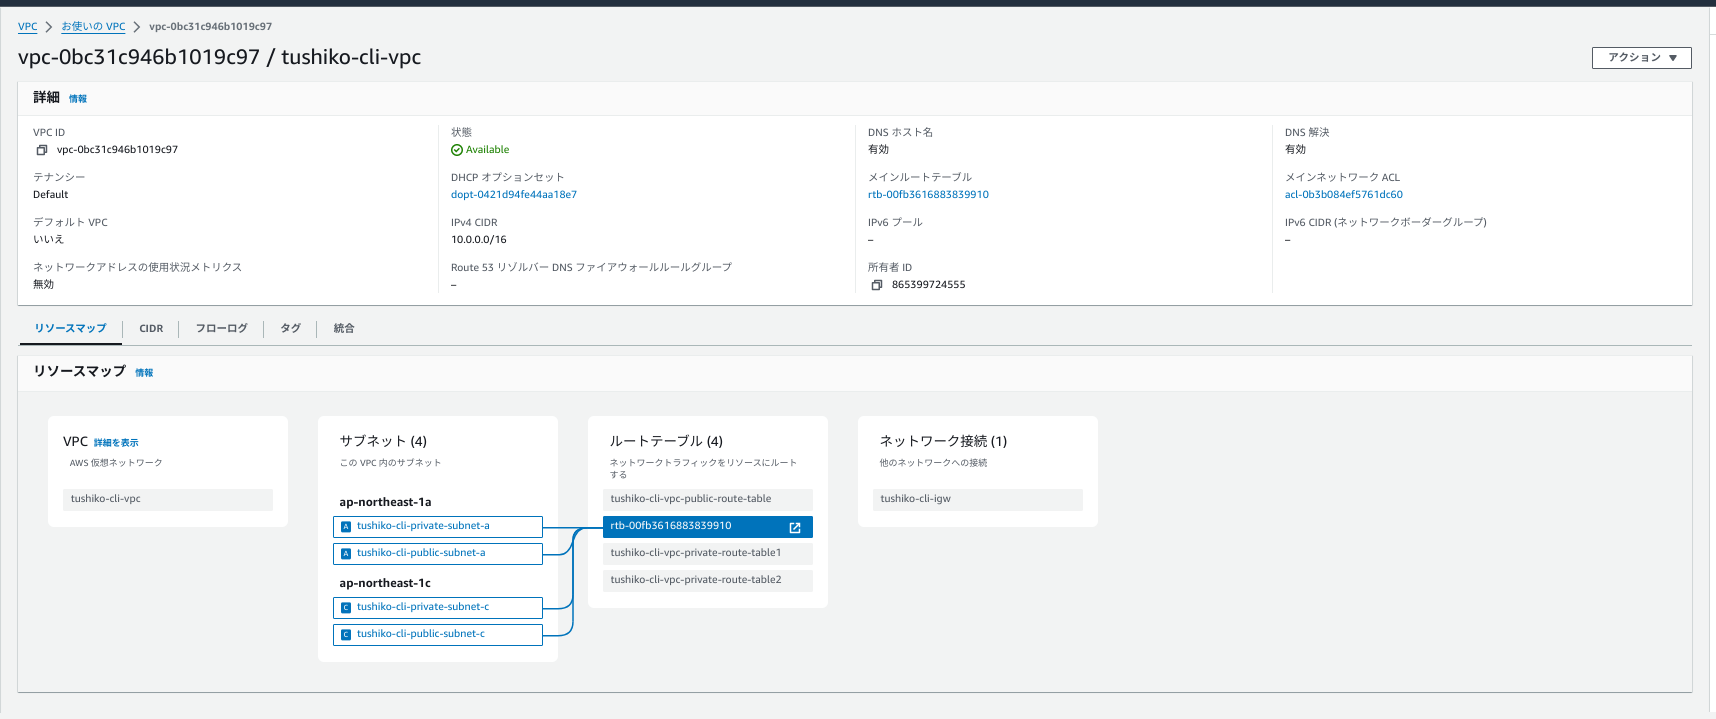 VPC > お使いの VPC > vpc-0bc31c946b1019c97
vpc-0bc31c946b1019c97 / tushiko-cli-vpc
アクション ▼
詳細 情報
VPC ID
vpc-0bc31c946b1019c97
状態
Available
DNS ホスト名
有効
DNS 解決
有効
テナンシー
Default
DHCP オプションセット
dopt-0421d94fe44aa18e7
メインルートテーブル
rtb-00fb3616883839910
メインネットワーク ACL
acl-0b3b084ef5761dc60
デフォルト VPC
いいえ
IPv4 CIDR
10.0.0.0/16
IPv6 プール
–
IPv6 CIDR (ネットワークボーダーグループ)
–
ネットワークアドレスの使用状況メトリクス
無効
Route 53 リゾルバー DNS ファイアウォールルールグループ
–
所有者 ID
865399724555
リソースマップ CIDR フローログ タグ 統合
リソースマップ 情報
VPC 詳細を表示
AWS 仮想ネットワーク
tushiko-cli-vpc
サブネット (4)
この VPC 内のサブネット
ap-northeast-1a
A tushiko-cli-private-subnet-a
A tushiko-cli-public-subnet-a
ap-northeast-1c
C tushiko-cli-private-subnet-c
C tushiko-cli-public-subnet-c
ルートテーブル (4)
ネットワークトラフィックをリソースにルート
する
tushiko-cli-vpc-public-route-table
rtb-00fb3616883839910
tushiko-cli-vpc-private-route-table1
tushiko-cli-vpc-private-route-table2
ネットワーク接続 (1)
他のネットワークへの接続
tushiko-cli-igw